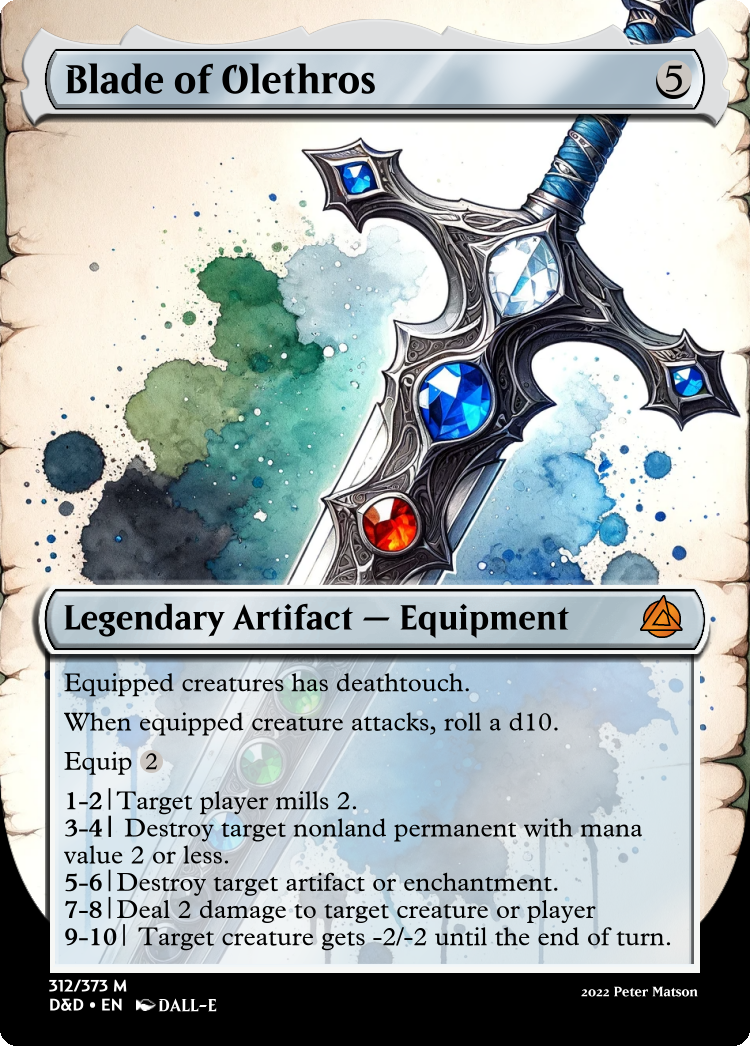 Blade of Olethros 5
Legendary Artifact — Equipment
Equipped creatures has deathtouch.
When equipped creature attacks, roll a d10.
Equip 2
1-2|Target player mills 2.
3-4| Destroy target nonland permanent with mana
value 2 or less.
5-6|Destroy target artifact or enchantment.
7-8|Deal 2 damage to target creature or player
9-10| Target creature gets -2/-2 until the end of turn.
312/373 M
D&D • EN DALL-E
2022 Peter Matson